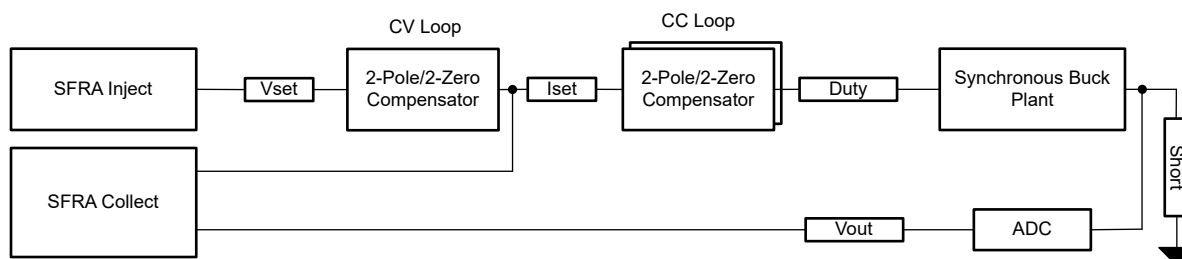 CV Loop
CC Loop
SFRA Inject
Vset
2-Pole/2-Zero
Compensator
Iset
2-Pole/2-Zero
Compensator
Duty
Synchronous Buck
Plant
Short
SFRA Collect
Vout
ADC